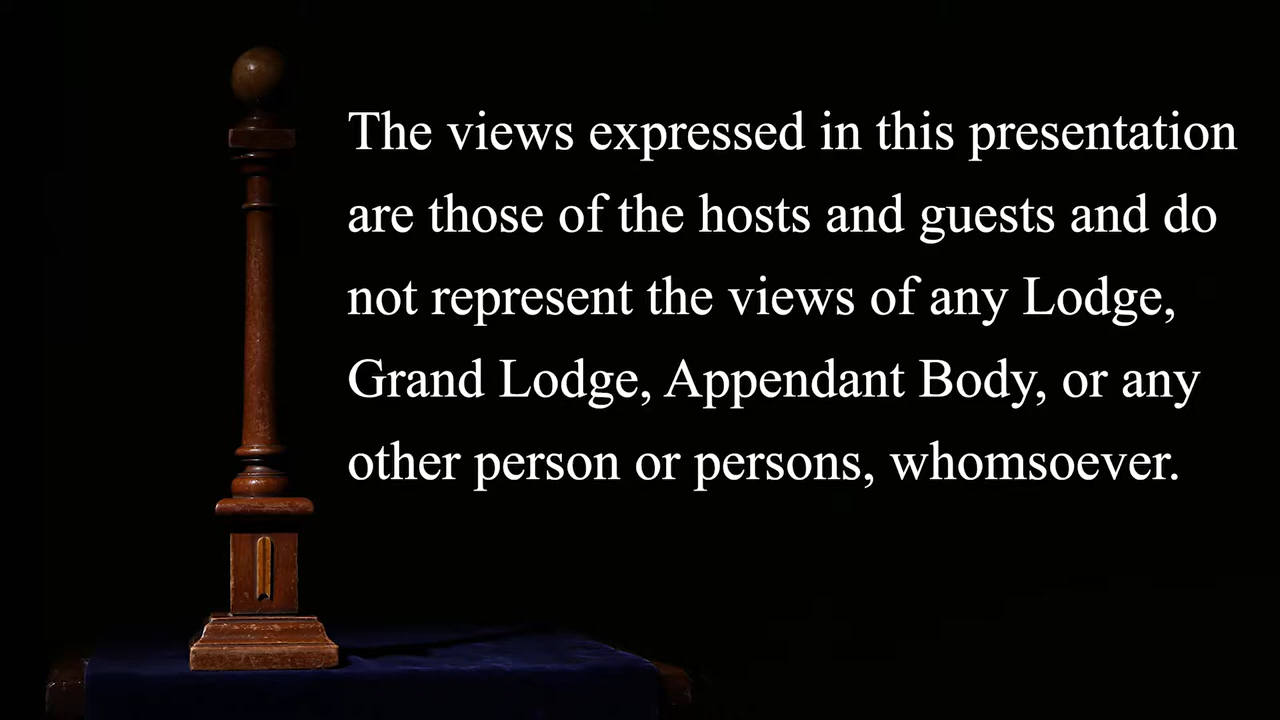 The views expressed in this presentation
are those of the hosts and guests and do
not represent the views of any Lodge,
Grand Lodge, Appendant Body, or any
other person or persons, whomsoever.